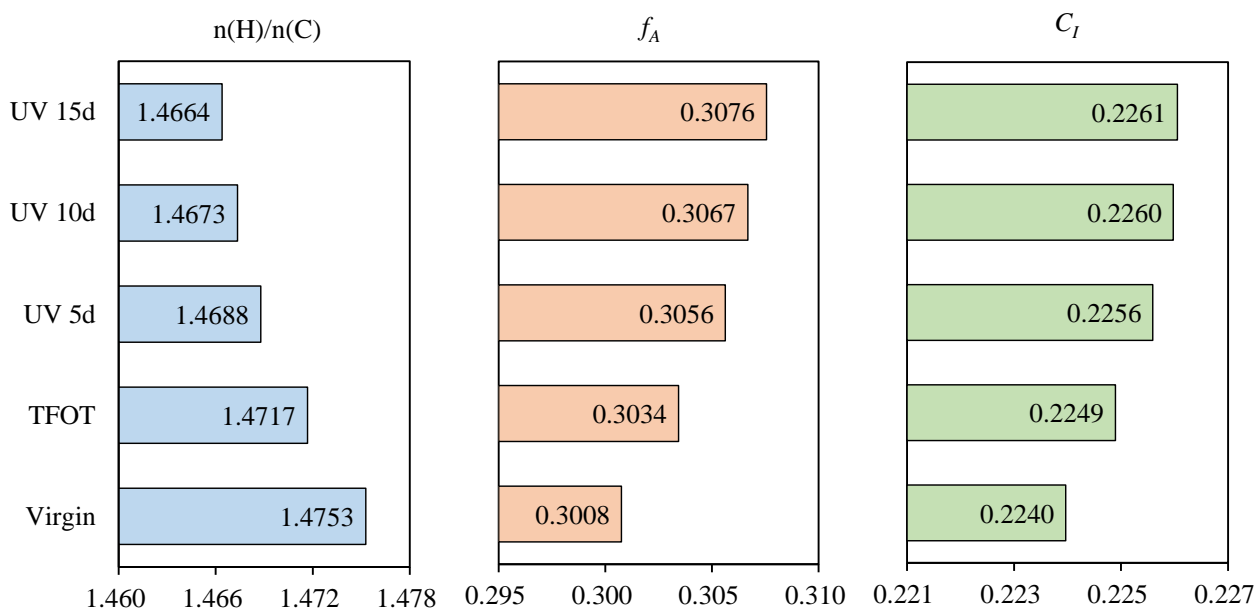 n(H)/n(C) f_A C_I
UV 15d 1.4664 0.3076 0.2261
UV 10d 1.4673 0.3067 0.2260
UV 5d 1.4688 0.3056 0.2256
TFOT 1.4717 0.3034 0.2249
Virgin 1.4753 0.3008 0.2240
1.460 1.466 1.472 1.478 0.295 0.300 0.305 0.310 0.221 0.223 0.225 0.227